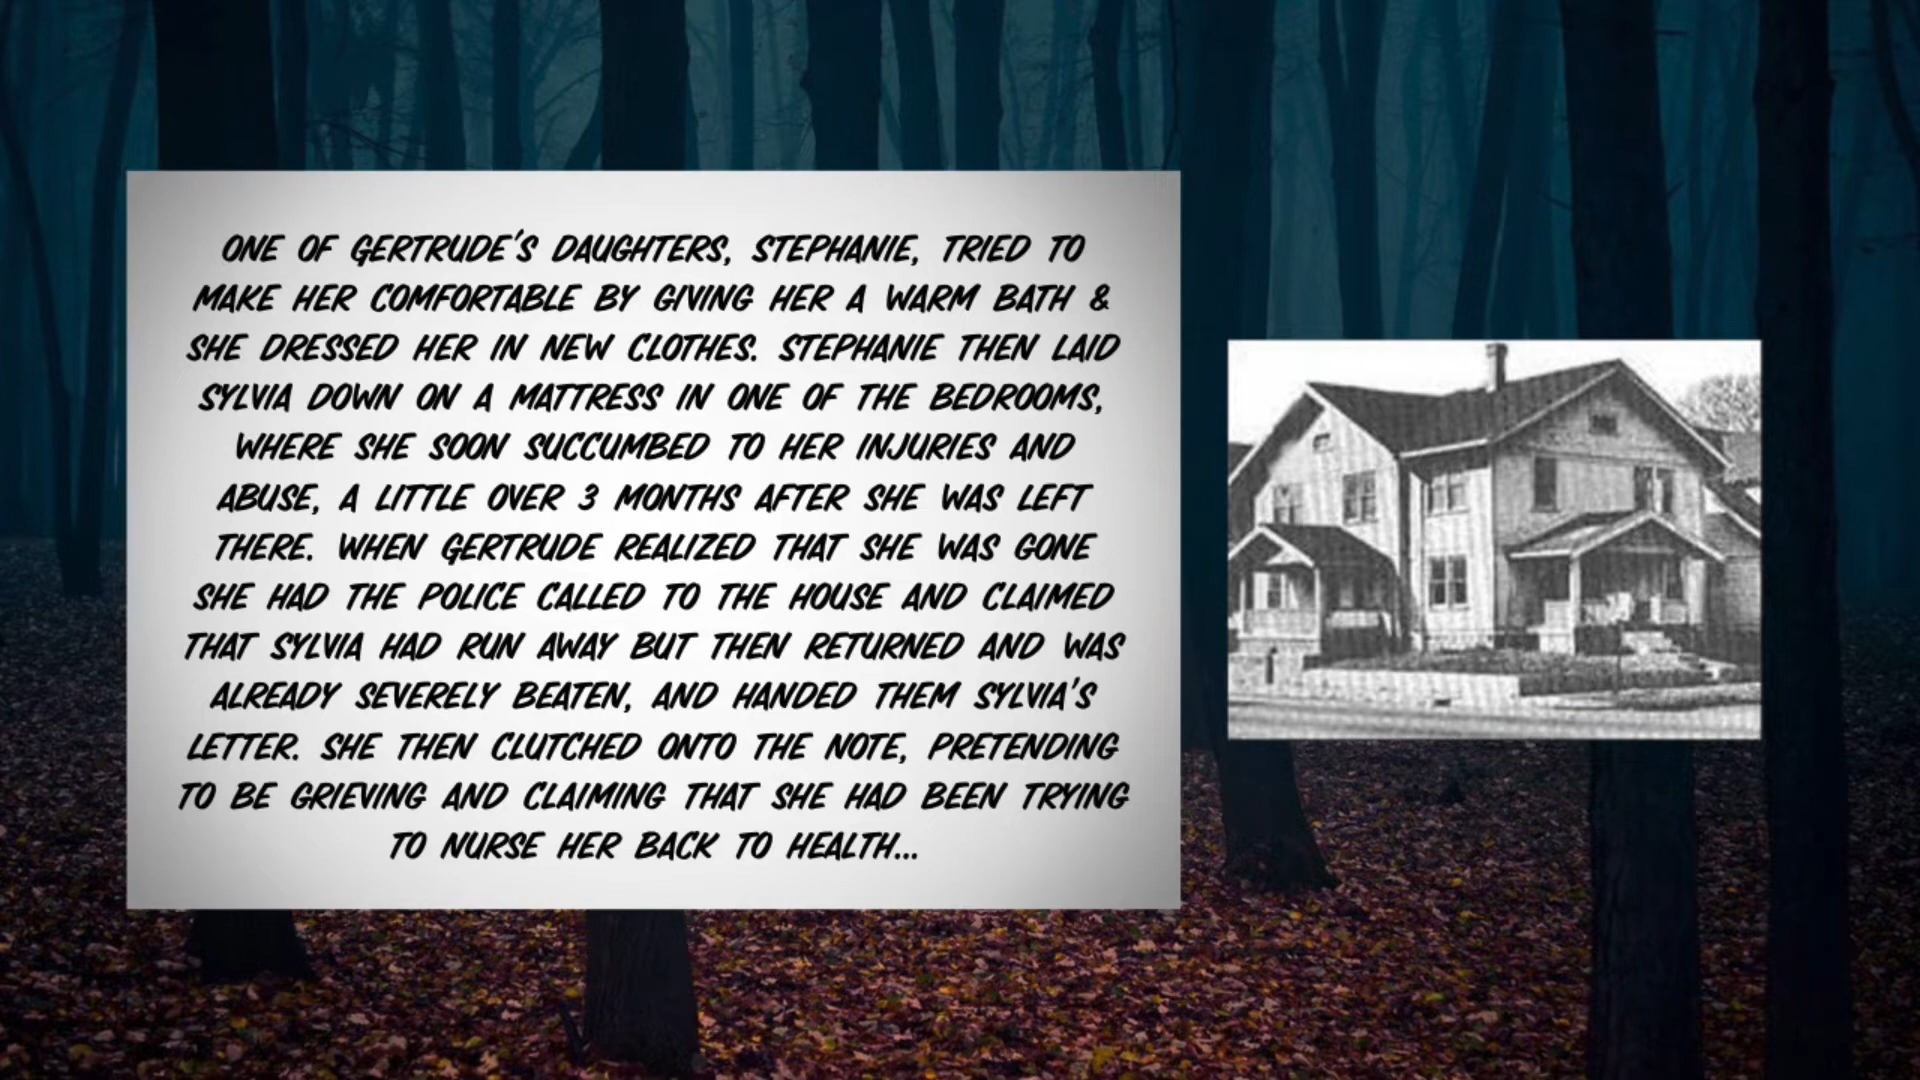 ONE OF GERTRUDE'S DAUGHTERS, STEPHANIE, TRIED TO
MAKE HER COMFORTABLE BY GIVING HER A WARM BATH &
SHE DRESSED HER IN NEW CLOTHES. STEPHANIE THEN LAID
SYLVIA DOWN ON A MATTRESS IN ONE OF THE BEDROOMS,
WHERE SHE SOON SUCCUMBED TO HER INJURIES AND
ABUSE, A LITTLE OVER 3 MONTHS AFTER SHE WAS LEFT
THERE. WHEN GERTRUDE REALIZED THAT SHE WAS GONE
SHE HAD THE POLICE CALLED TO THE HOUSE AND CLAIMED
THAT SYLVIA HAD RUN AWAY BUT THEN RETURNED AND WAS
ALREADY SEVERELY BEATEN, AND HANDED THEM SYLVIA'S
LETTER. SHE THEN CLUTCHED ONTO THE NOTE, PRETENDING
TO BE GRIEVING AND CLAIMING THAT SHE HAD BEEN TRYING
TO NURSE HER BACK TO HEALTH...